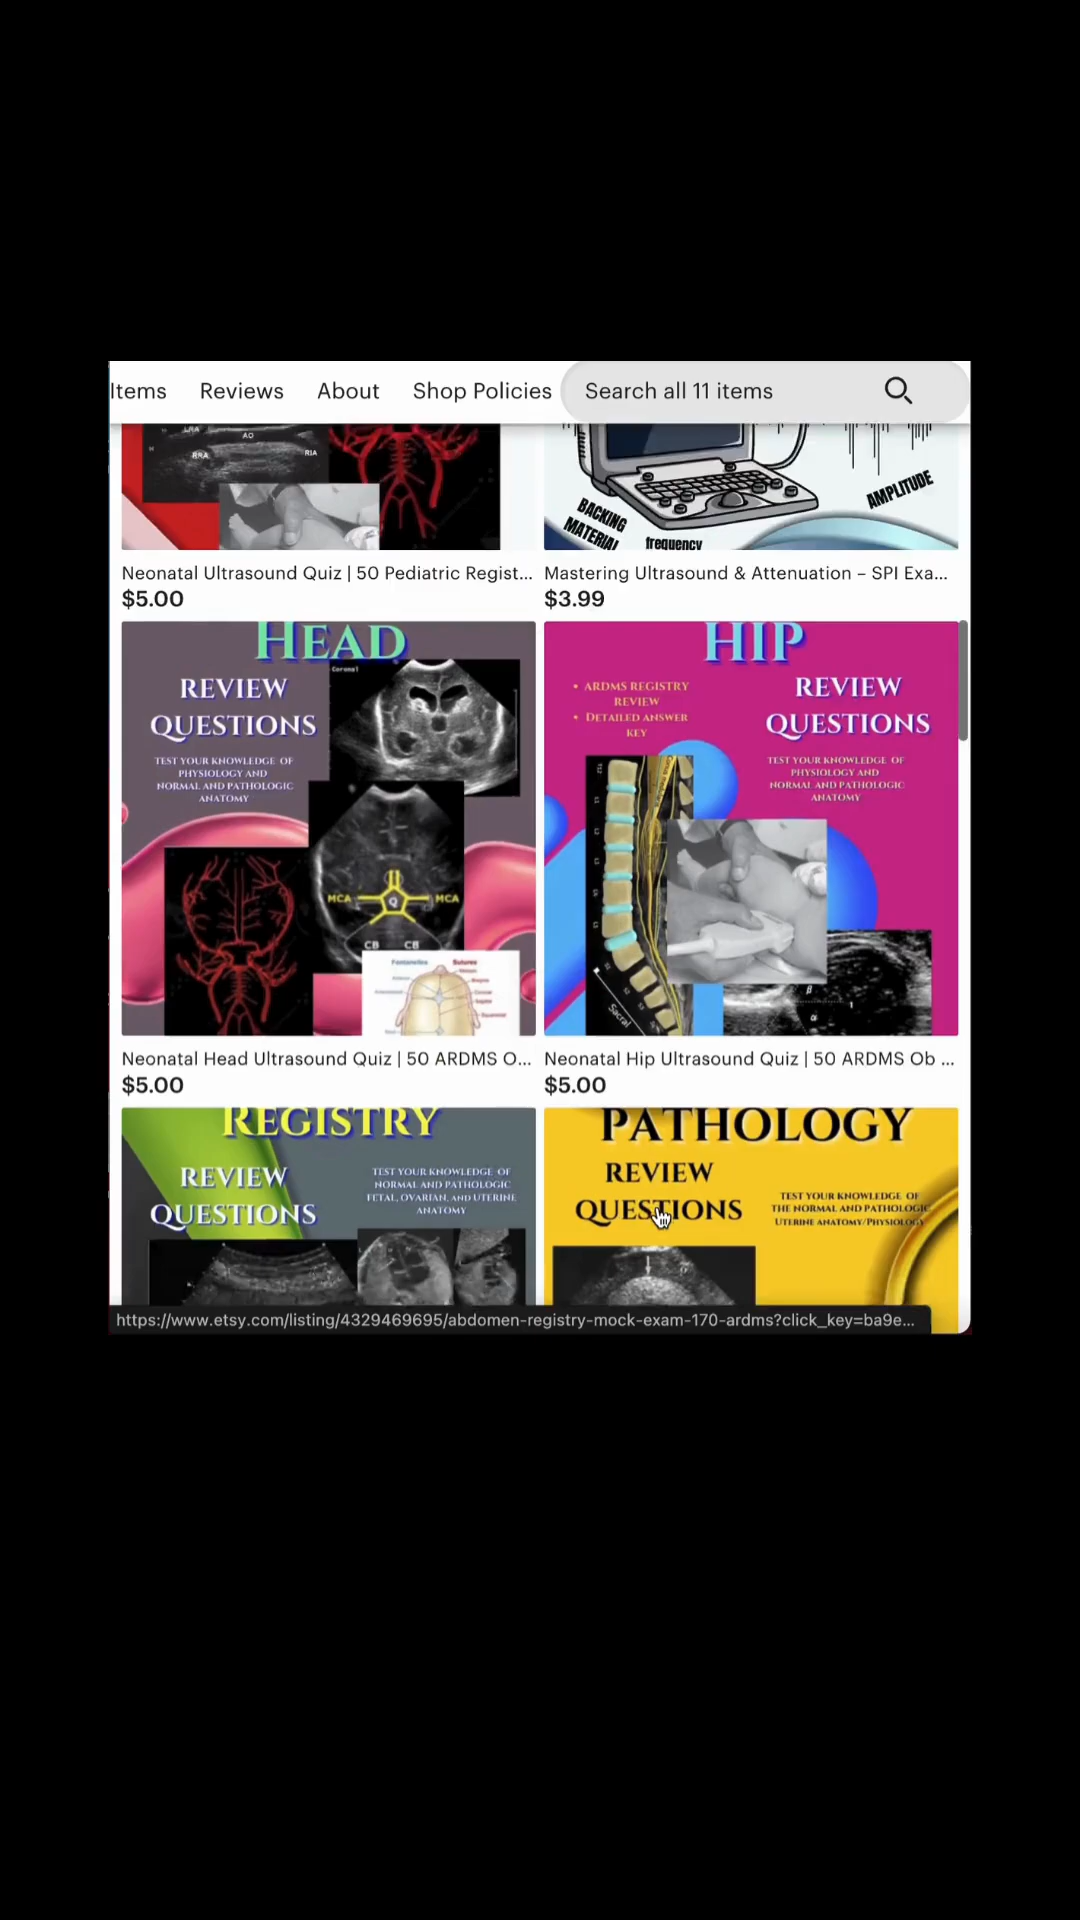 Items Reviews About Shop Policies Search all 11 items
LRA AO
RRA RIA
BACKING
MATERIAL
frequency
AMPLITUDE
Neonatal Ultrasound Quiz | 50 Pediatric Regist...
$5.00
Mastering Ultrasound & Attenuation – SPI Exa...
$3.99
HEAD
REVIEW
QUESTIONS
TEST YOUR KNOWLEDGE OF
PHYSIOLOGY AND
NORMAL AND PATHOLOGIC
ANATOMY
Coronal
MCA MCA
CB CB
Fontanelles Sutures
HIP
• ARDMS REGISTRY
REVIEW
• DETAILED ANSWER
KEY
REVIEW
QUESTIONS
TEST YOUR KNOWLEDGE OF
PHYSIOLOGY AND
NORMAL AND PATHOLOGIC
ANATOMY
Sacral
β
α
Neonatal Head Ultrasound Quiz | 50 ARDMS O...
$5.00
Neonatal Hip Ultrasound Quiz | 50 ARDMS Ob ...
$5.00
REGISTRY
REVIEW
QUESTIONS
TEST YOUR KNOWLEDGE OF
NORMAL AND PATHOLOGIC
FETAL, OVARIAN, AND UTERINE
ANATOMY
PATHOLOGY
REVIEW
QUESTIONS
TEST YOUR KNOWLEDGE OF
THE NORMAL AND PATHOLOGIC
UTERINE ANATOMY/PHYSIOLOGY
https://www.etsy.com/listing/4329469695/abdomen-registry-mock-exam-170-ardms?click_key=ba9e...